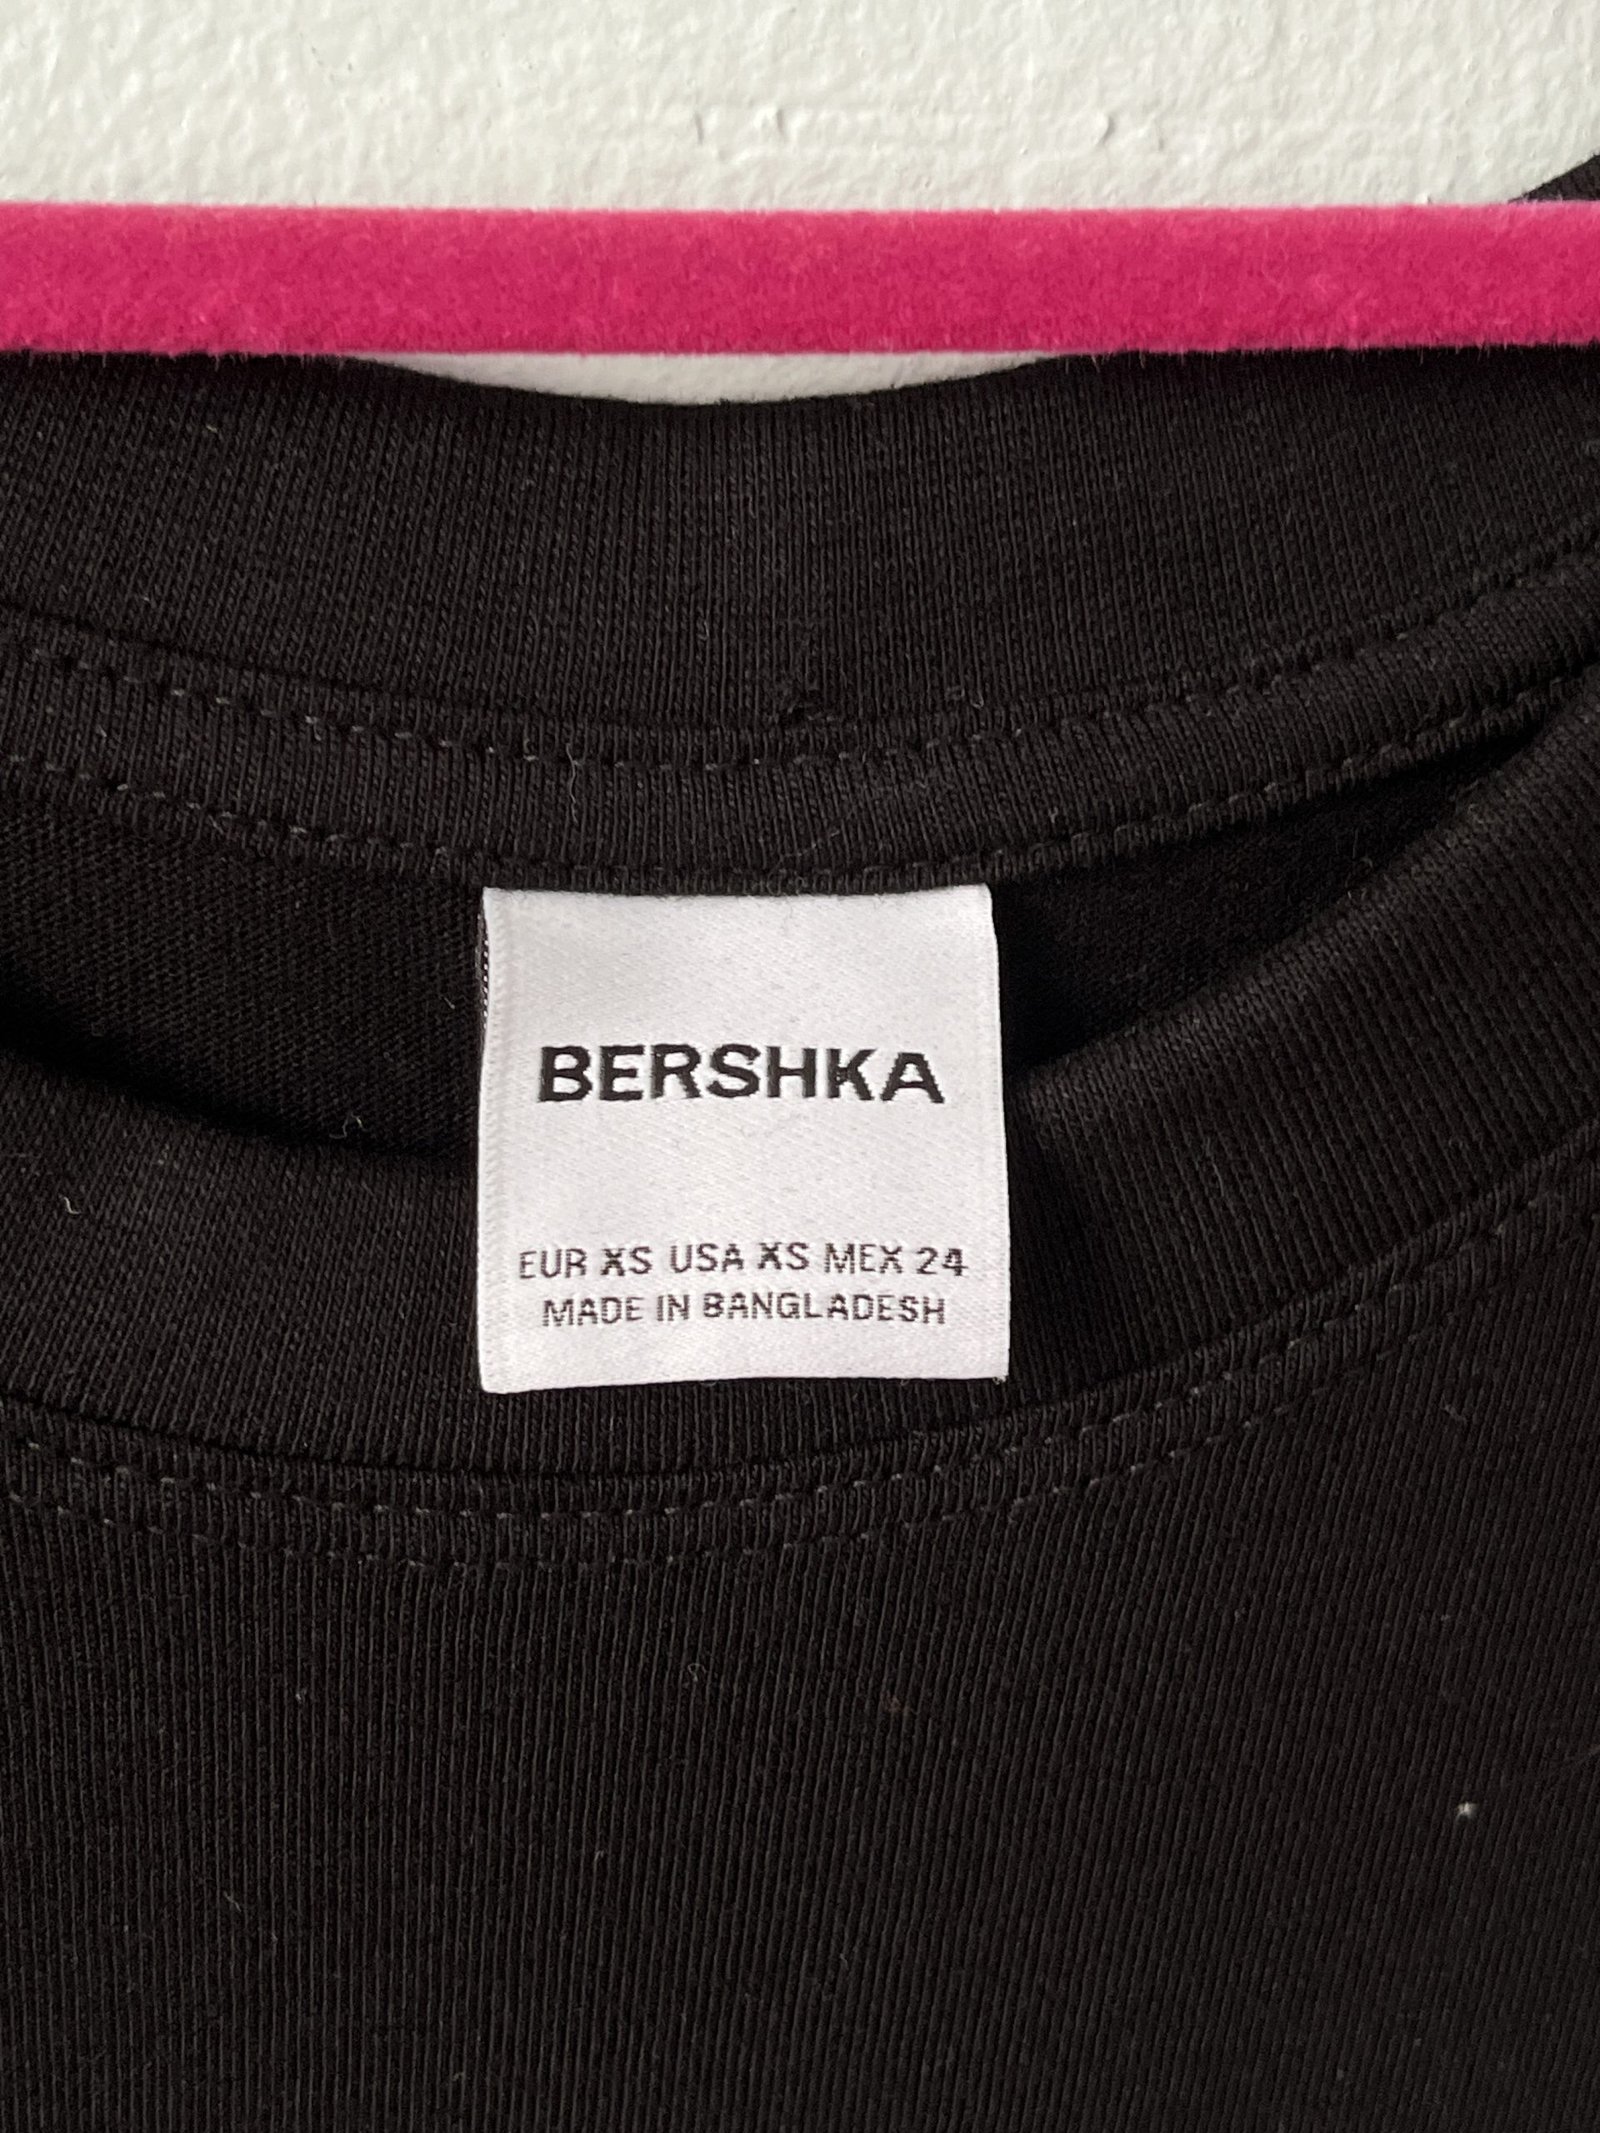 BERSHKA
EUR XS USA XS MEX 24
MADE IN BANGLADESH